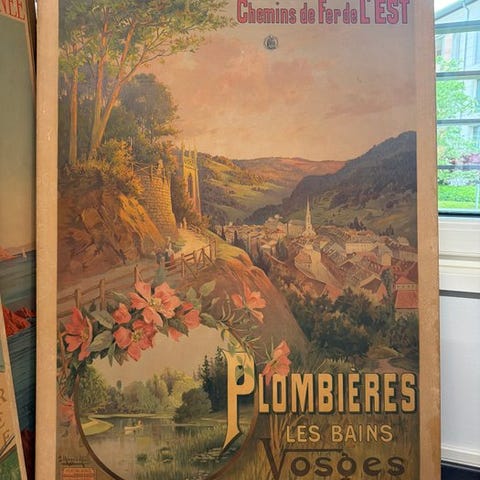 Chemins de Fer de L'EST
PLOMBIÈRES
LES BAINS
Vosges